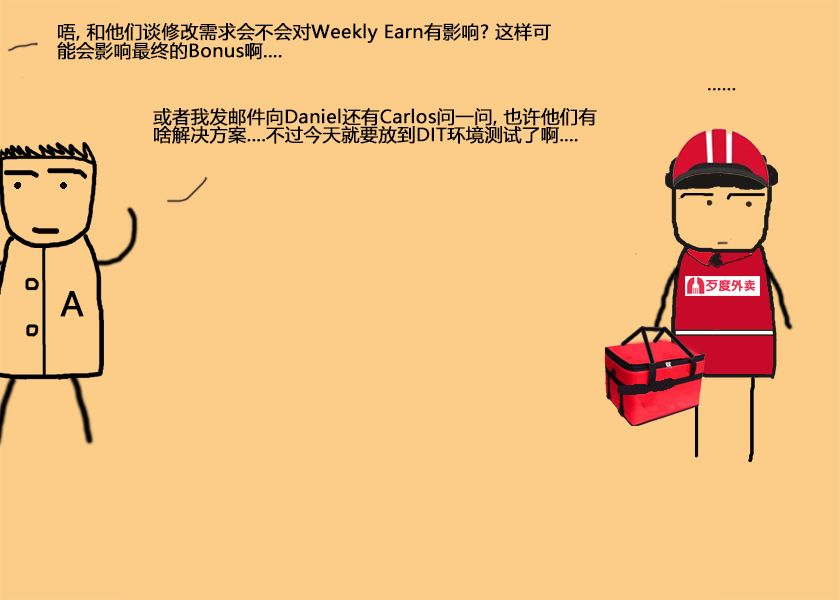 唔, 和他们谈修改需求会不会对Weekly Earn有影响? 这样可
能会影响最终的Bonus啊....
......
或者我发邮件向Daniel还有Carlos问一问, 也许他们有
啥解决方案....不过今天就要放到DIT环境测试了啊....
A
歹度外卖